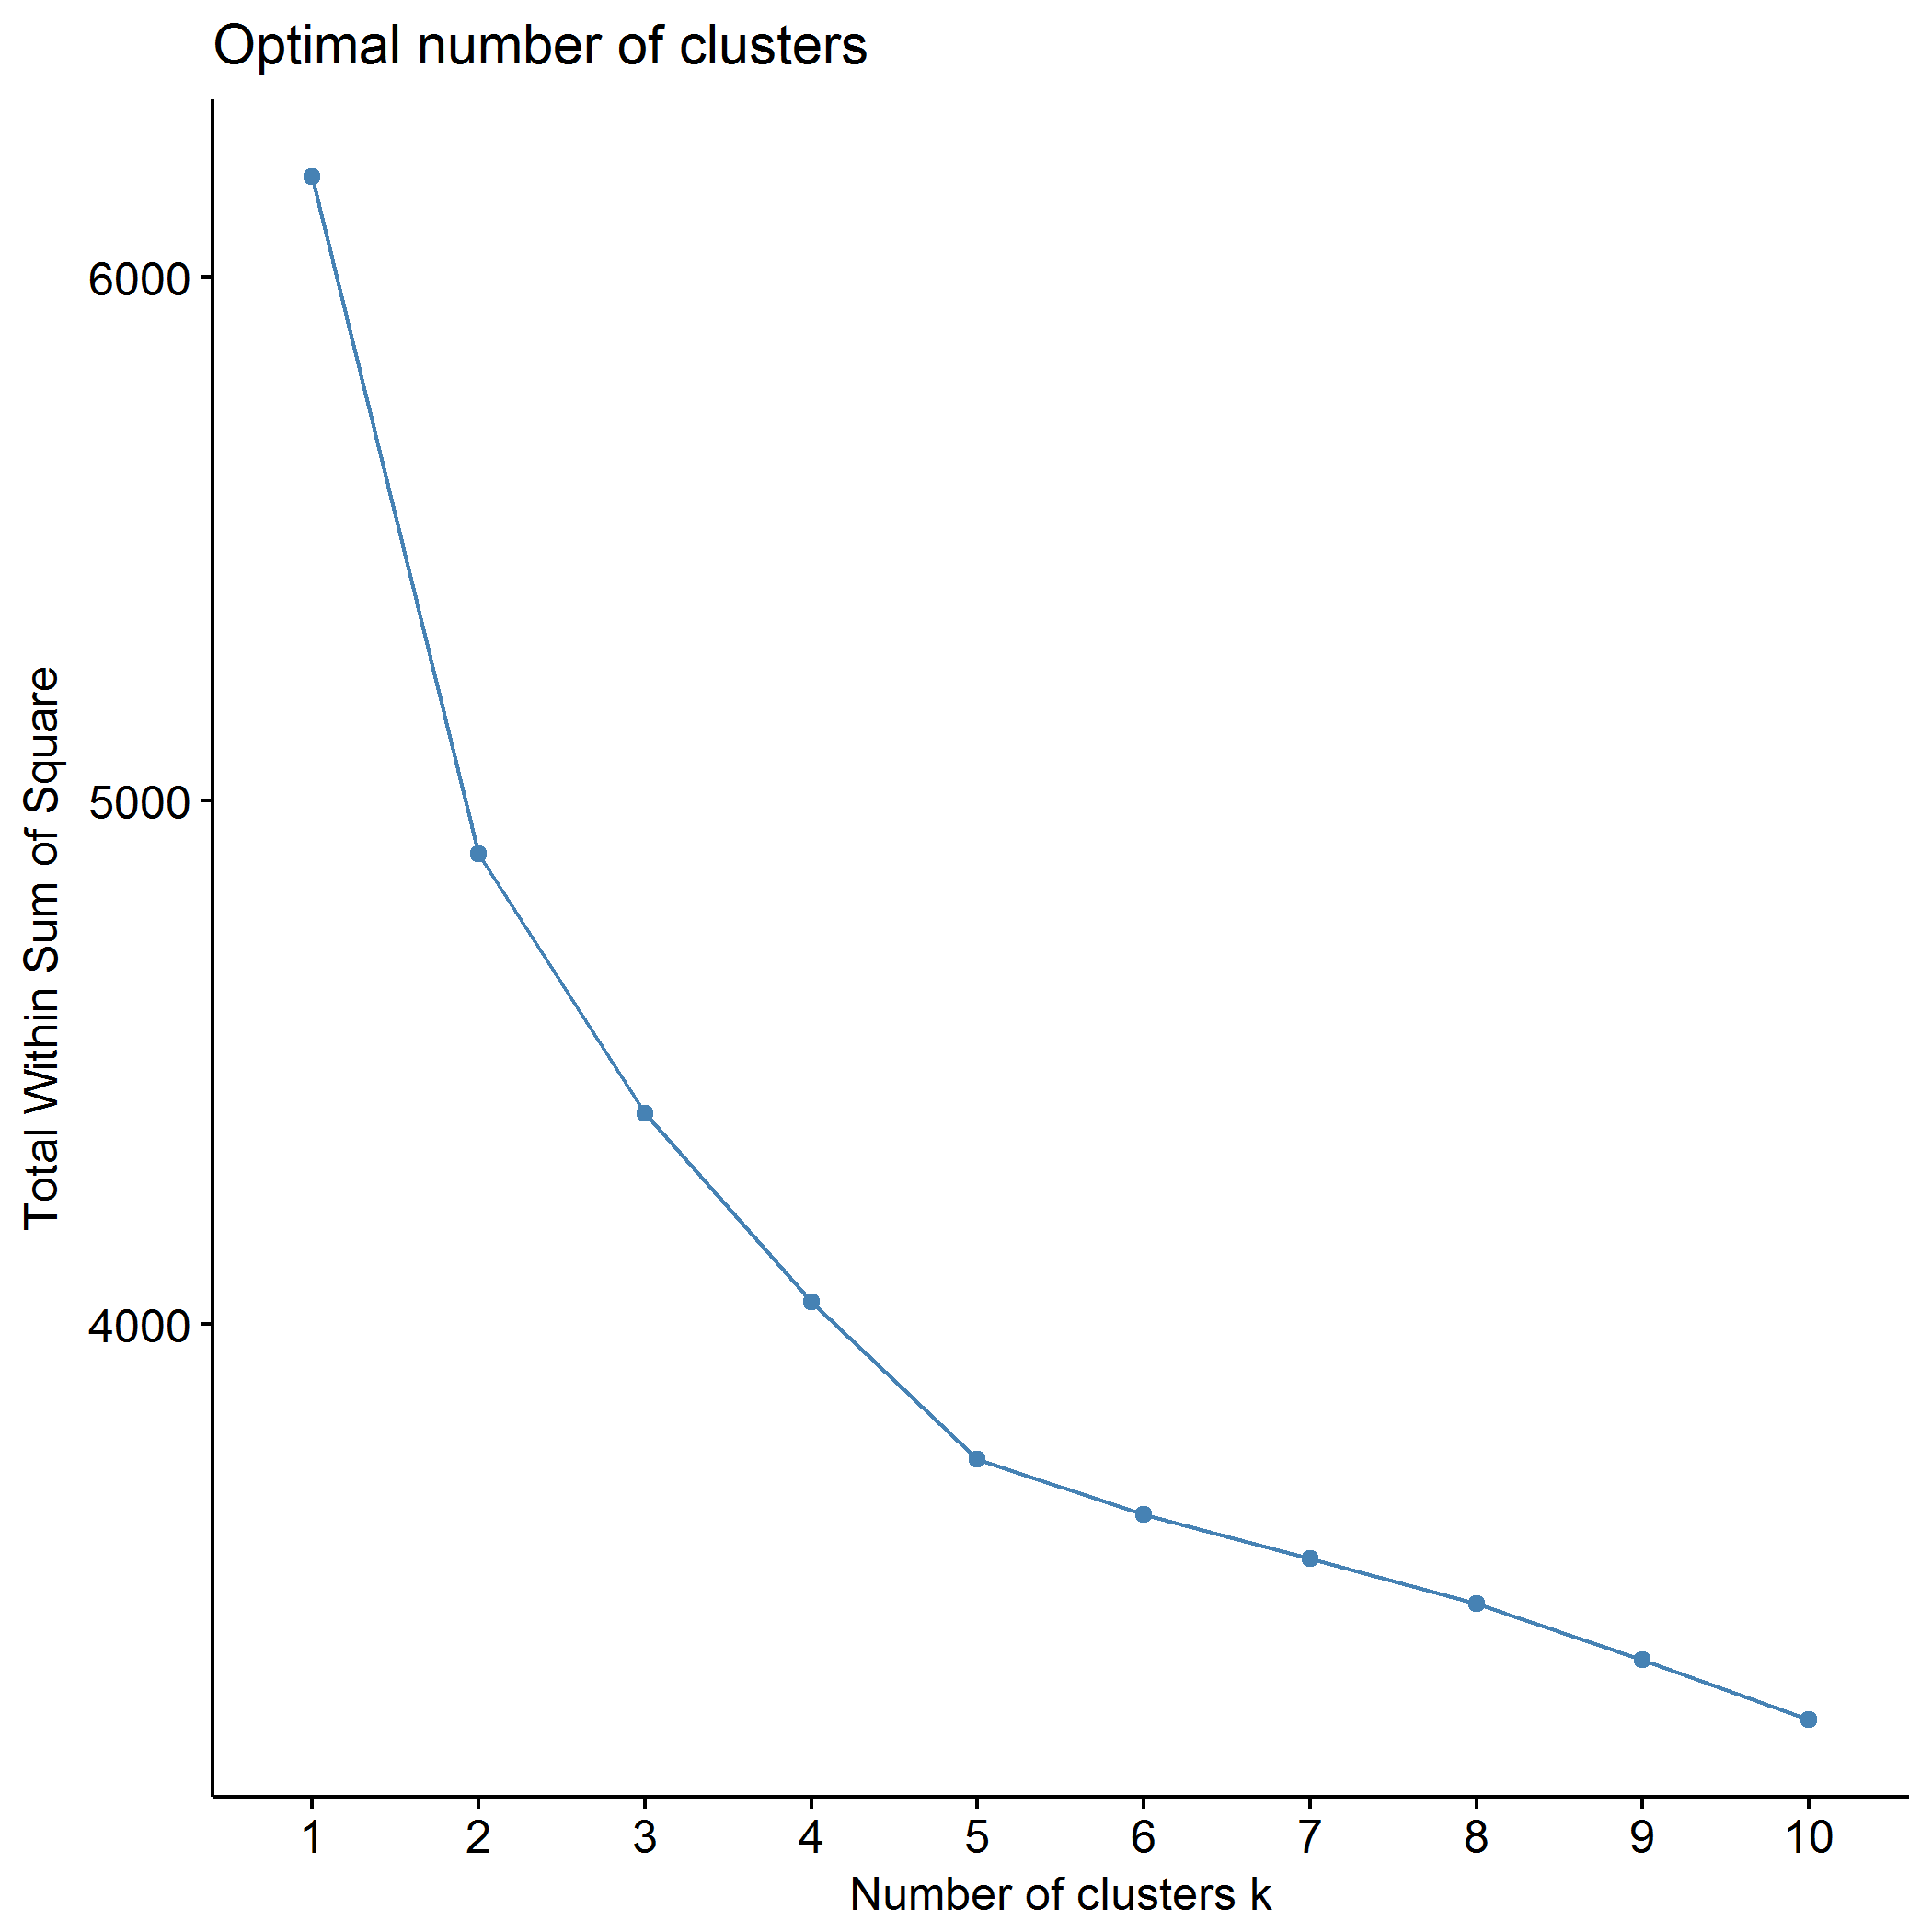 Optimal number of clusters
Total Within Sum of Square
6000
5000
4000
1 2 3 4 5 6 7 8 9 10
Number of clusters k